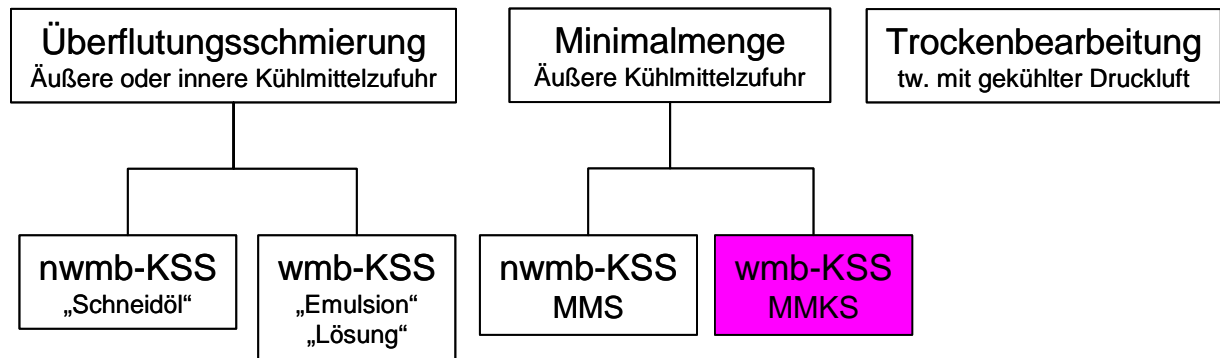 Überflutungsschmierung
Äußere oder innere Kühlmittelzufuhr
Minimalmenge
Äußere Kühlmittelzufuhr
Trockenbearbeitung
tw. mit gekühlter Druckluft
nwmb-KSS
„Schneidöl“
wmb-KSS
„Emulsion“
„Lösung“
nwmb-KSS
MMS
wmb-KSS
MMKS